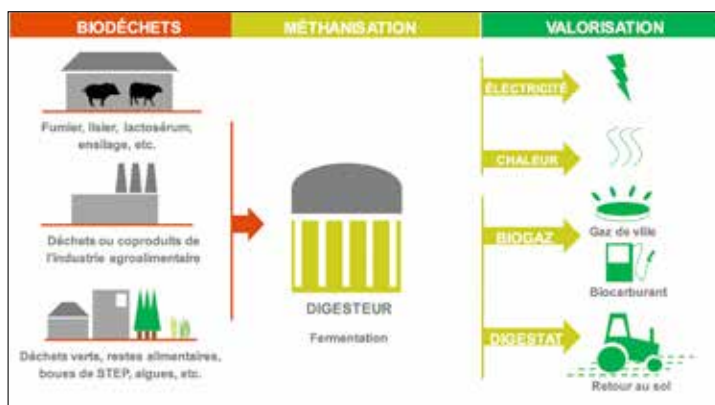 BIODÉCHETS
MÉTHANISATION
VALORISATION
Fumier, lisier, lactosérum,
ensilage, etc.
Déchets ou coproduits de
l'industrie agroalimentaire
Déchets verts, restes alimentaires,
boues de STEP, algues, etc.
DIGESTEUR
Fermentation
ÉLECTRICITÉ
CHALEUR
BIOGAZ
Gaz de ville
Biocarburant
DIGESTAT
Retour au sol